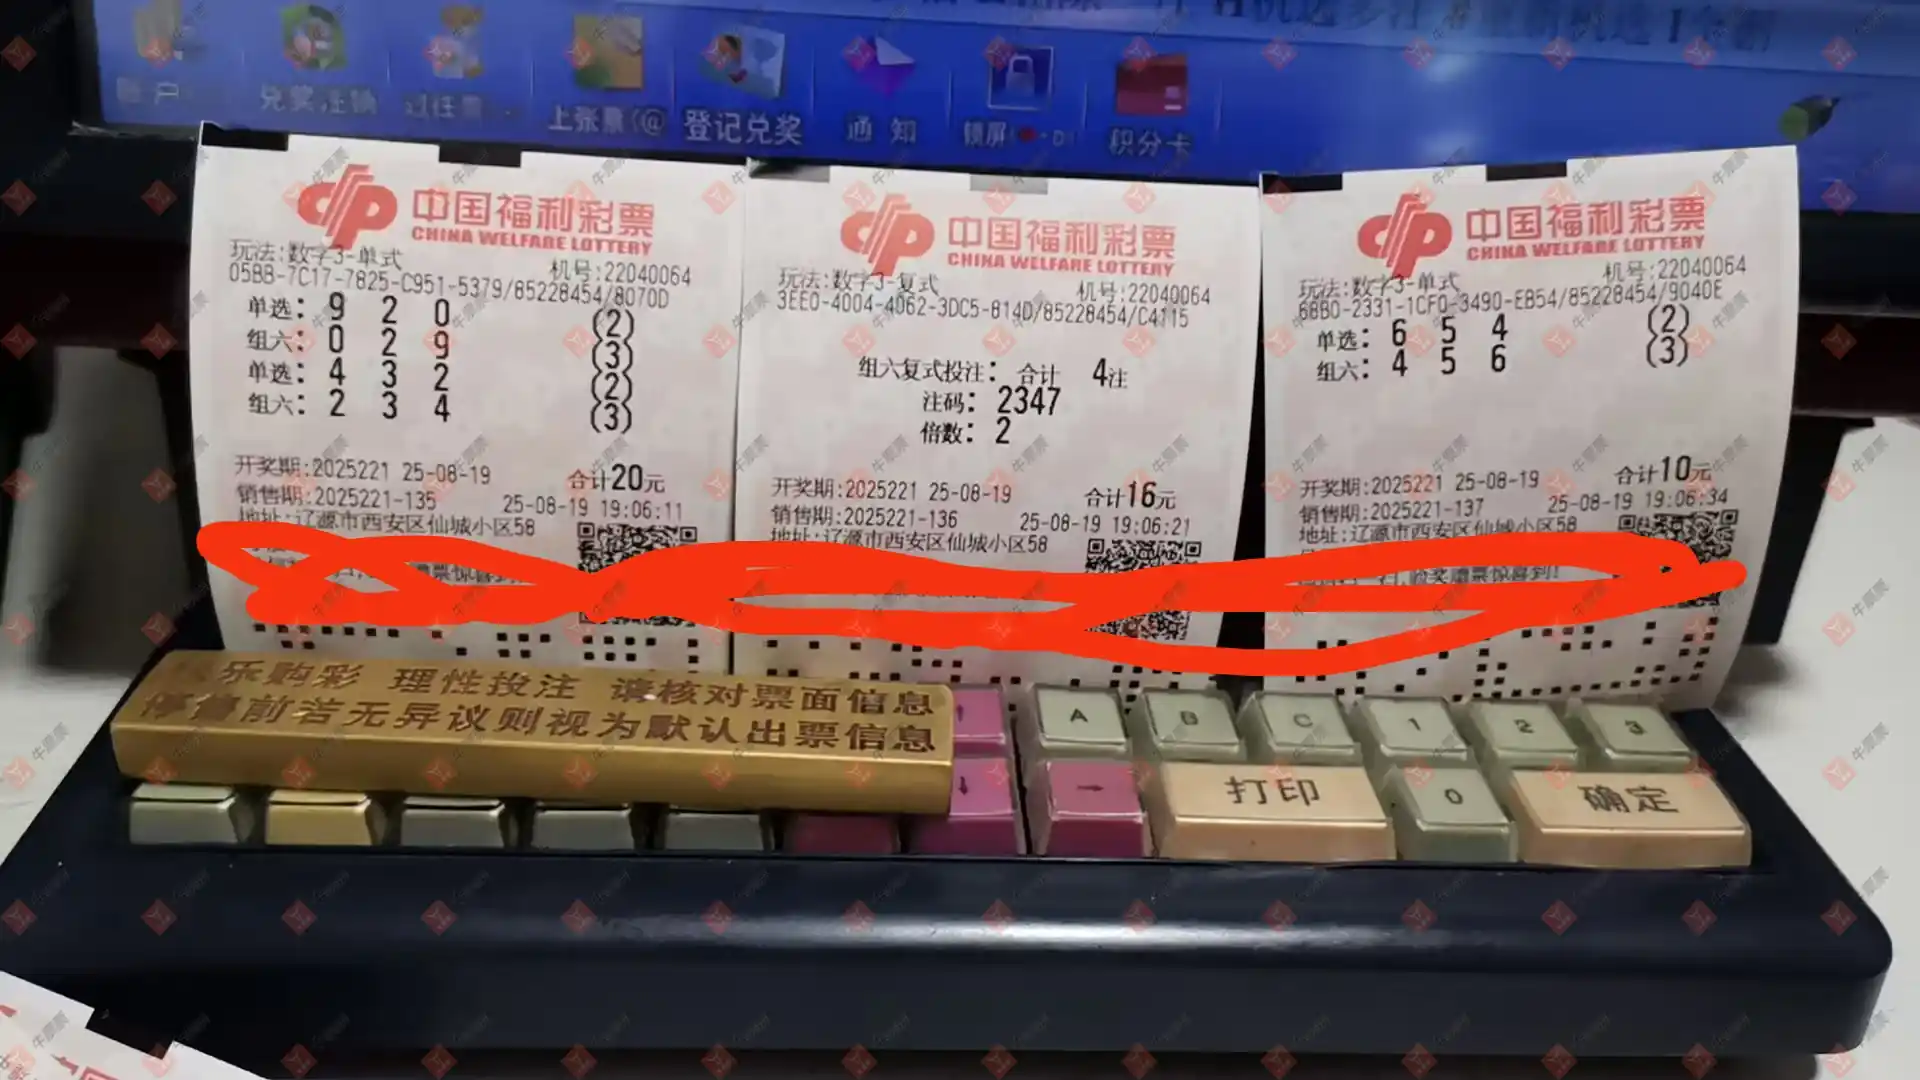 兑奖注销
上张票(@
登记兑奖
通 知
锁屏
积分卡
中国福利彩票
CHINA WELFARE LOTTERY
玩法:数字3-单式
机号:22040064
05BB-7C17-7825-C951-5379/85228454/8070D
单选: 9 2 0 (2)
组六: 0 2 9 (3)
单选: 4 3 2 (2)
组六: 2 3 4 (3)
开奖期:2025221 25-08-19 合计20元
销售期:2025221-135 25-08-19 19:06:11
地址:辽源市西安区仙城小区58
中国福利彩票
CHINA WELFARE LOTTERY
玩法:数字3-复式
机号:22040064
3EE0-4004-4062-3DC5-814D/85228454/C4115
组六复式投注: 合计 4注
注码: 2347
倍数: 2
开奖期:2025221 25-08-19 合计16元
销售期:2025221-136 25-08-19 19:06:21
地址:辽源市西安区仙城小区58
中国福利彩票
CHINA WELFARE LOTTERY
玩法:数字3-单式
机号:22040064
68B0-2331-1CF0-3490-EB54/85228454/9040E
单选: 6 5 4 (2)
组六: 4 5 6 (3)
开奖期:2025221 25-08-19 合计10元
销售期:2025221-137 25-08-19 19:06:34
地址:辽源市西安区仙城小区58
乐购彩 理性投注 请核对票面信息
停售前若无异议则视为默认出票信息
A B C 1 2 3
打印 0 确定
牛票票